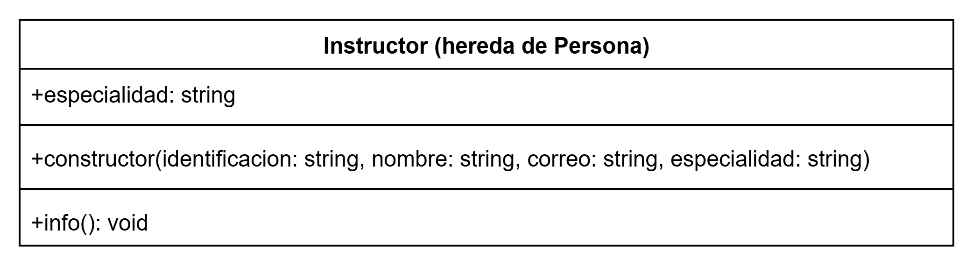 Instructor (hereda de Persona)
+especialidad: string
+constructor(identificacion: string, nombre: string, correo: string, especialidad: string)
+info(): void